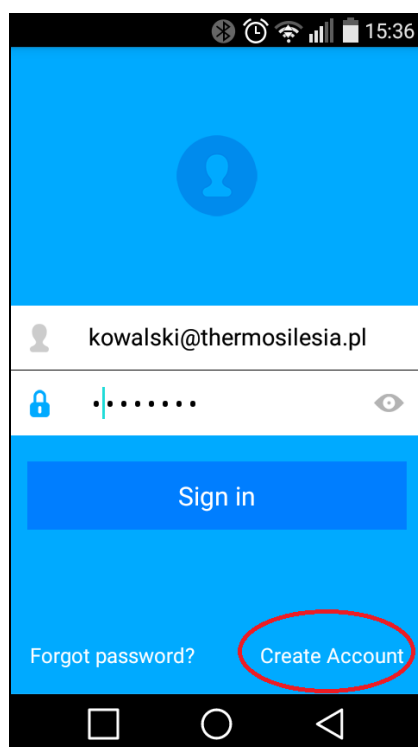 15:36
kowalski@thermosilesia.pl
••••••••
Sign in
Forgot password? Create Account